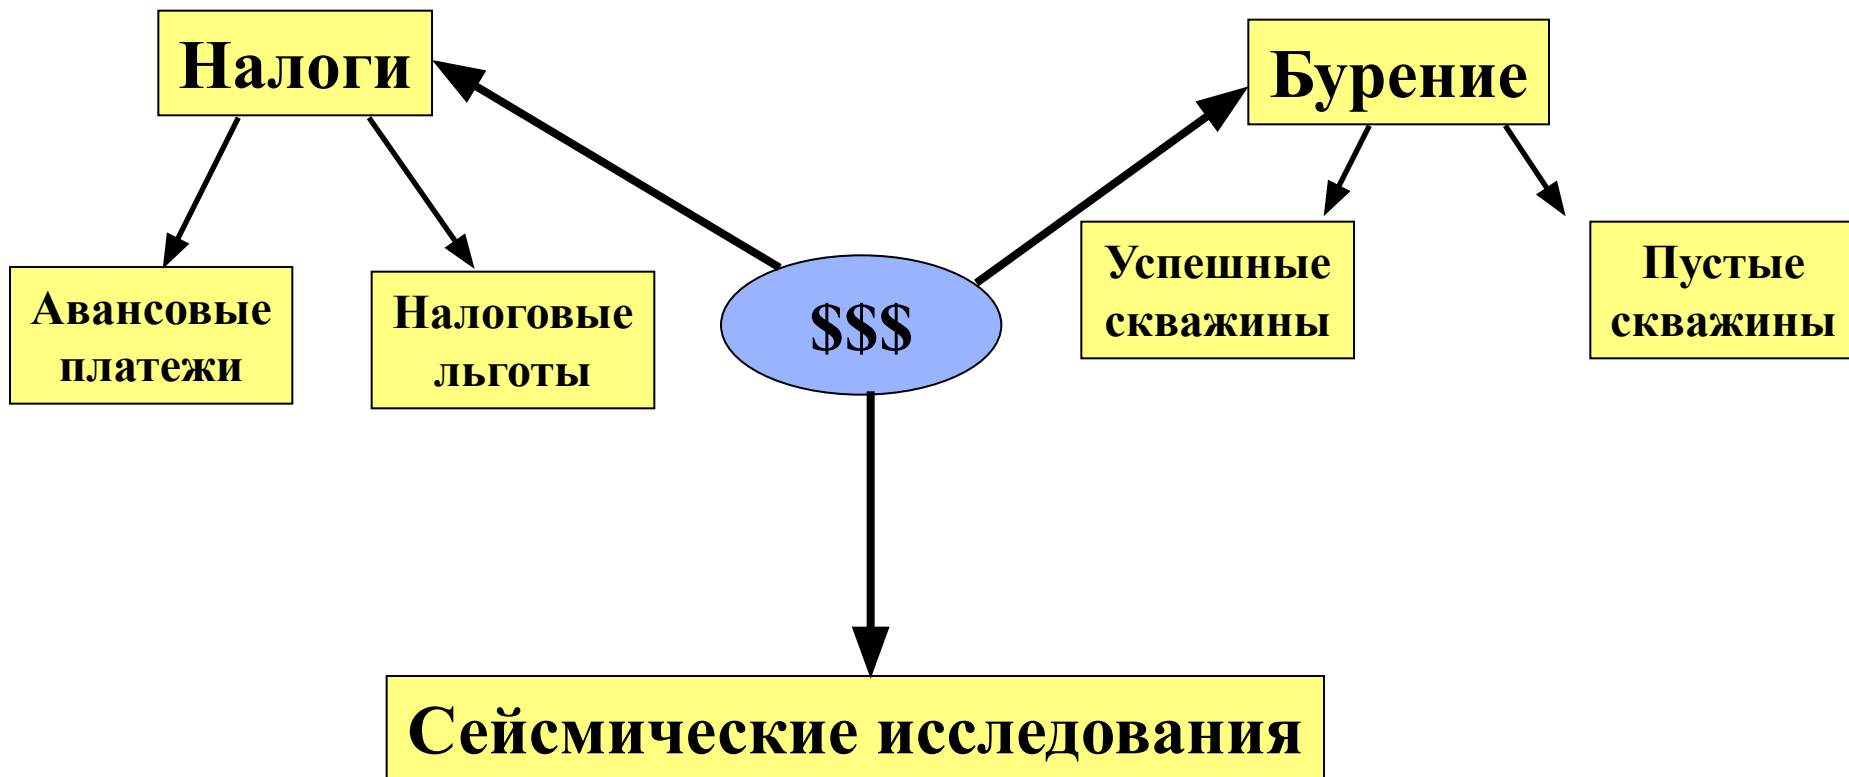 Налоги
Бурение
Авансовые
платежи
Налоговые
льготы
$$$
Успешные
скважины
Пустые
скважины
Сейсмические исследования